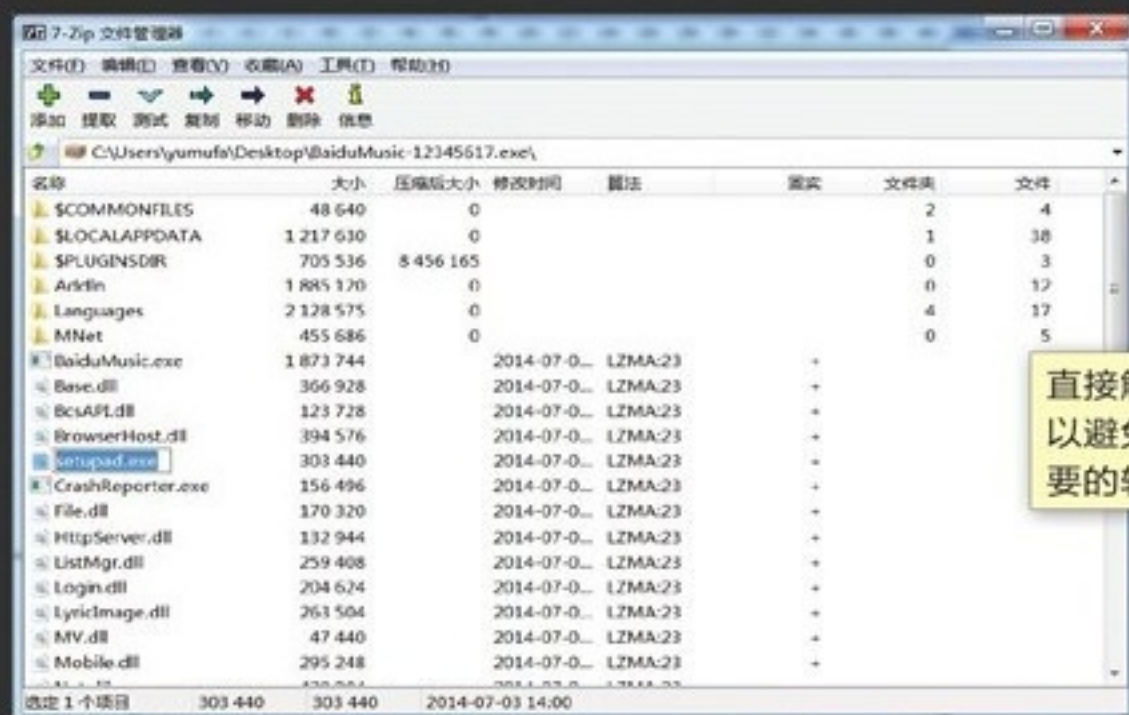 7-Zip 文件管理器
文件(F) 编辑(E) 查看(V) 收藏(A) 工具(T) 帮助(H)
添加 提取 测试 复制 移动 删除 信息
C:\Users\yumufa\Desktop\BaiduMusic-12345617.exe\
名称 大小 压缩后大小 修改时间 算法 固实 文件夹 文件
$COMMONFILES 48 640 0 2 4
$LOCALAPPDATA 1 217 630 0 1 38
$PLUGINSDIR 705 536 8 456 165 0 3
AddIn 1 885 120 0 0 12
Languages 2 128 575 0 4 17
MNet 455 686 0 0 5
BaiduMusic.exe 1 873 744 2014-07-0... LZMA:23 +
Base.dll 366 928 2014-07-0... LZMA:23 +
BcsAPI.dll 123 728 2014-07-0... LZMA:23 +
BrowserHost.dll 394 576 2014-07-0... LZMA:23 +
setupad.exe 303 440 2014-07-0... LZMA:23 +
CrashReporter.exe 156 496 2014-07-0... LZMA:23 +
File.dll 170 320 2014-07-0... LZMA:23 +
HttpServer.dll 132 944 2014-07-0... LZMA:23 +
ListMgr.dll 259 408 2014-07-0... LZMA:23 +
Login.dll 204 624 2014-07-0... LZMA:23 +
LyricImage.dll 263 504 2014-07-0... LZMA:23 +
MV.dll 47 440 2014-07-0... LZMA:23 +
Mobile.dll 295 248 2014-07-0... LZMA:23 +
选定 1 个项目 303 440 303 440 2014-07-03 14:00
直接
以避
要的